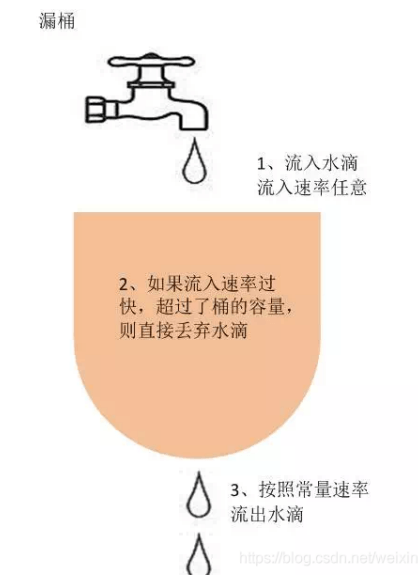 漏桶
1、流入水滴
流入速率任意
2、如果流入速率过
快，超过了桶的容量，
则直接丢弃水滴
3、按照常量速率
流出水滴
https://blog.csdn.net/weixin